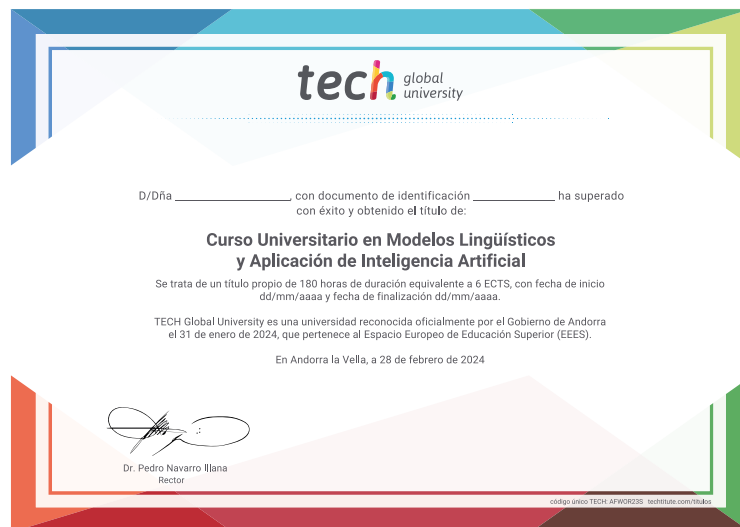 tech global
university
D/Dña ______________, con documento de identificación __________ ha superado
con éxito y obtenido el título de:
Curso Universitario en Modelos Lingüísticos
y Aplicación de Inteligencia Artificial
Se trata de un título propio de 180 horas de duración equivalente a 6 ECTS, con fecha de inicio
dd/mm/aaaa y fecha de finalización dd/mm/aaaa.
TECH Global University es una universidad reconocida oficialmente por el Gobierno de Andorra
el 31 de enero de 2024, que pertenece al Espacio Europeo de Educación Superior (EEES).
En Andorra la Vella, a 28 de febrero de 2024
Dr. Pedro Navarro Illana
Rector
código único TECH: AFWOR23S techtitute.com/titulos